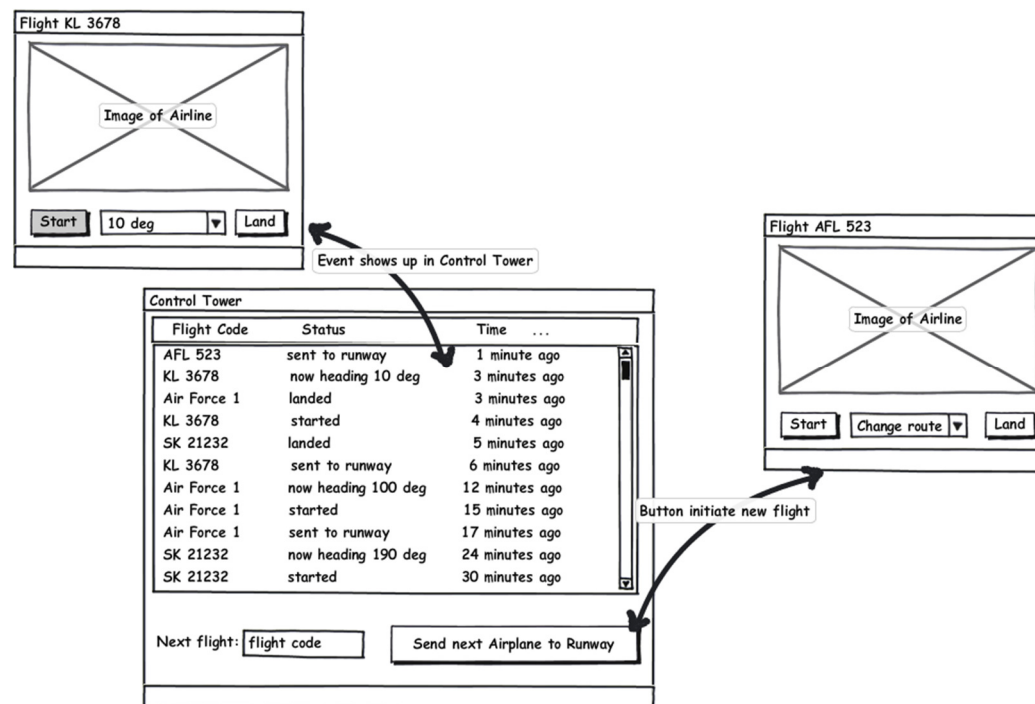 Flight KL 3678
Image of Airline
Start 10 deg Land
Event shows up in Control Tower
Flight AFL 523
Image of Airline
Start Change route Land
Control Tower
Flight Code Status Time ...
AFL 523 sent to runway 1 minute ago
KL 3678 now heading 10 deg 3 minutes ago
Air Force 1 landed 3 minutes ago
KL 3678 started 4 minutes ago
SK 21232 landed 5 minutes ago
KL 3678 sent to runway 6 minutes ago
Air Force 1 now heading 100 deg 12 minutes ago
Air Force 1 started 15 minutes ago
Air Force 1 sent to runway 17 minutes ago
SK 21232 now heading 190 deg 24 minutes ago
SK 21232 started 30 minutes ago
Button initiate new flight
Next flight: flight code Send next Airplane to Runway